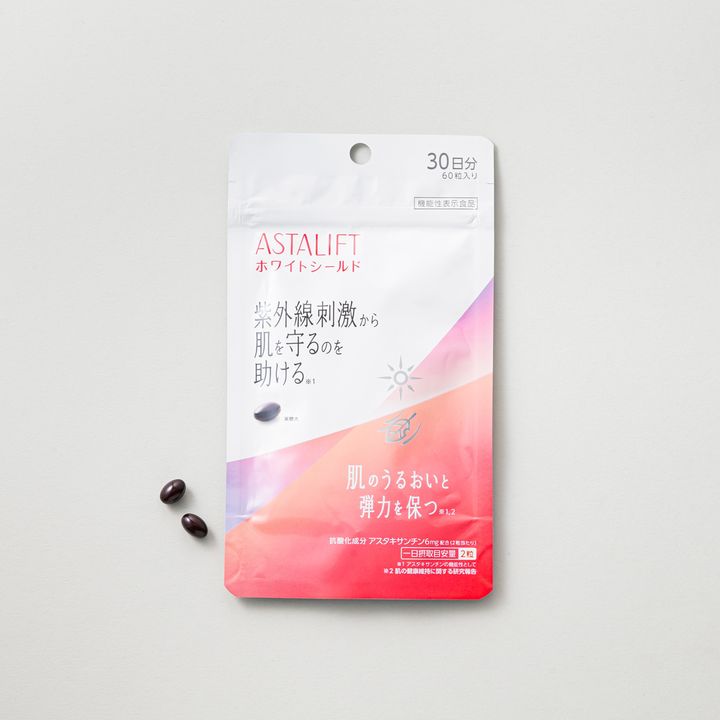 30日分
60粒入り
機能性表示食品
ASTALIFT
ホワイトシールド
紫外線刺激から
肌を守るのを
助ける※1
実物大
肌のうるおいと
弾力を保つ※1,2
抗酸化成分 アスタキサンチン6mg配合(2粒当たり)
一日摂取目安量 2粒
※1 アスタキサンチンの機能性として
※2 肌の健康維持に関する研究報告